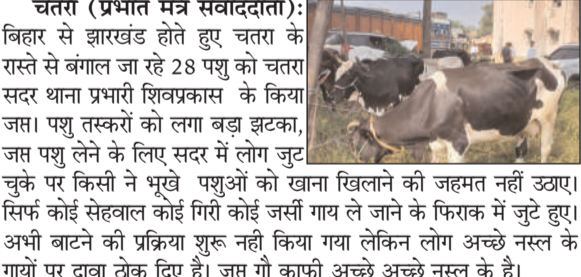 चतरा (प्रभात मंत्र संवाददाता):
बिहार से झारखंड होते हुए चतरा के
रास्ते से बंगाल जा रहे 28 पशु को चतरा
सदर थाना प्रभारी शिवप्रकास के किया
जप्त। पशु तस्करों को लगा बड़ा झटका,
जप्त पशु लेने के लिए सदर में लोग जुट
चुके पर किसी ने भूखे पशुओं को खाना खिलाने की जहमत नहीं उठाए।
सिर्फ कोई सेहवाल कोई गिरी कोई जर्सी गाय ले जाने के फिराक में जुटे हुए।
अभी बाटने की प्रक्रिया शुरू नही किया गया लेकिन लोग अच्छे नस्ल के
गायों पर दावा ठोक दिए है। जप्त गौ काफी अच्छे अच्छे नस्ल के है।